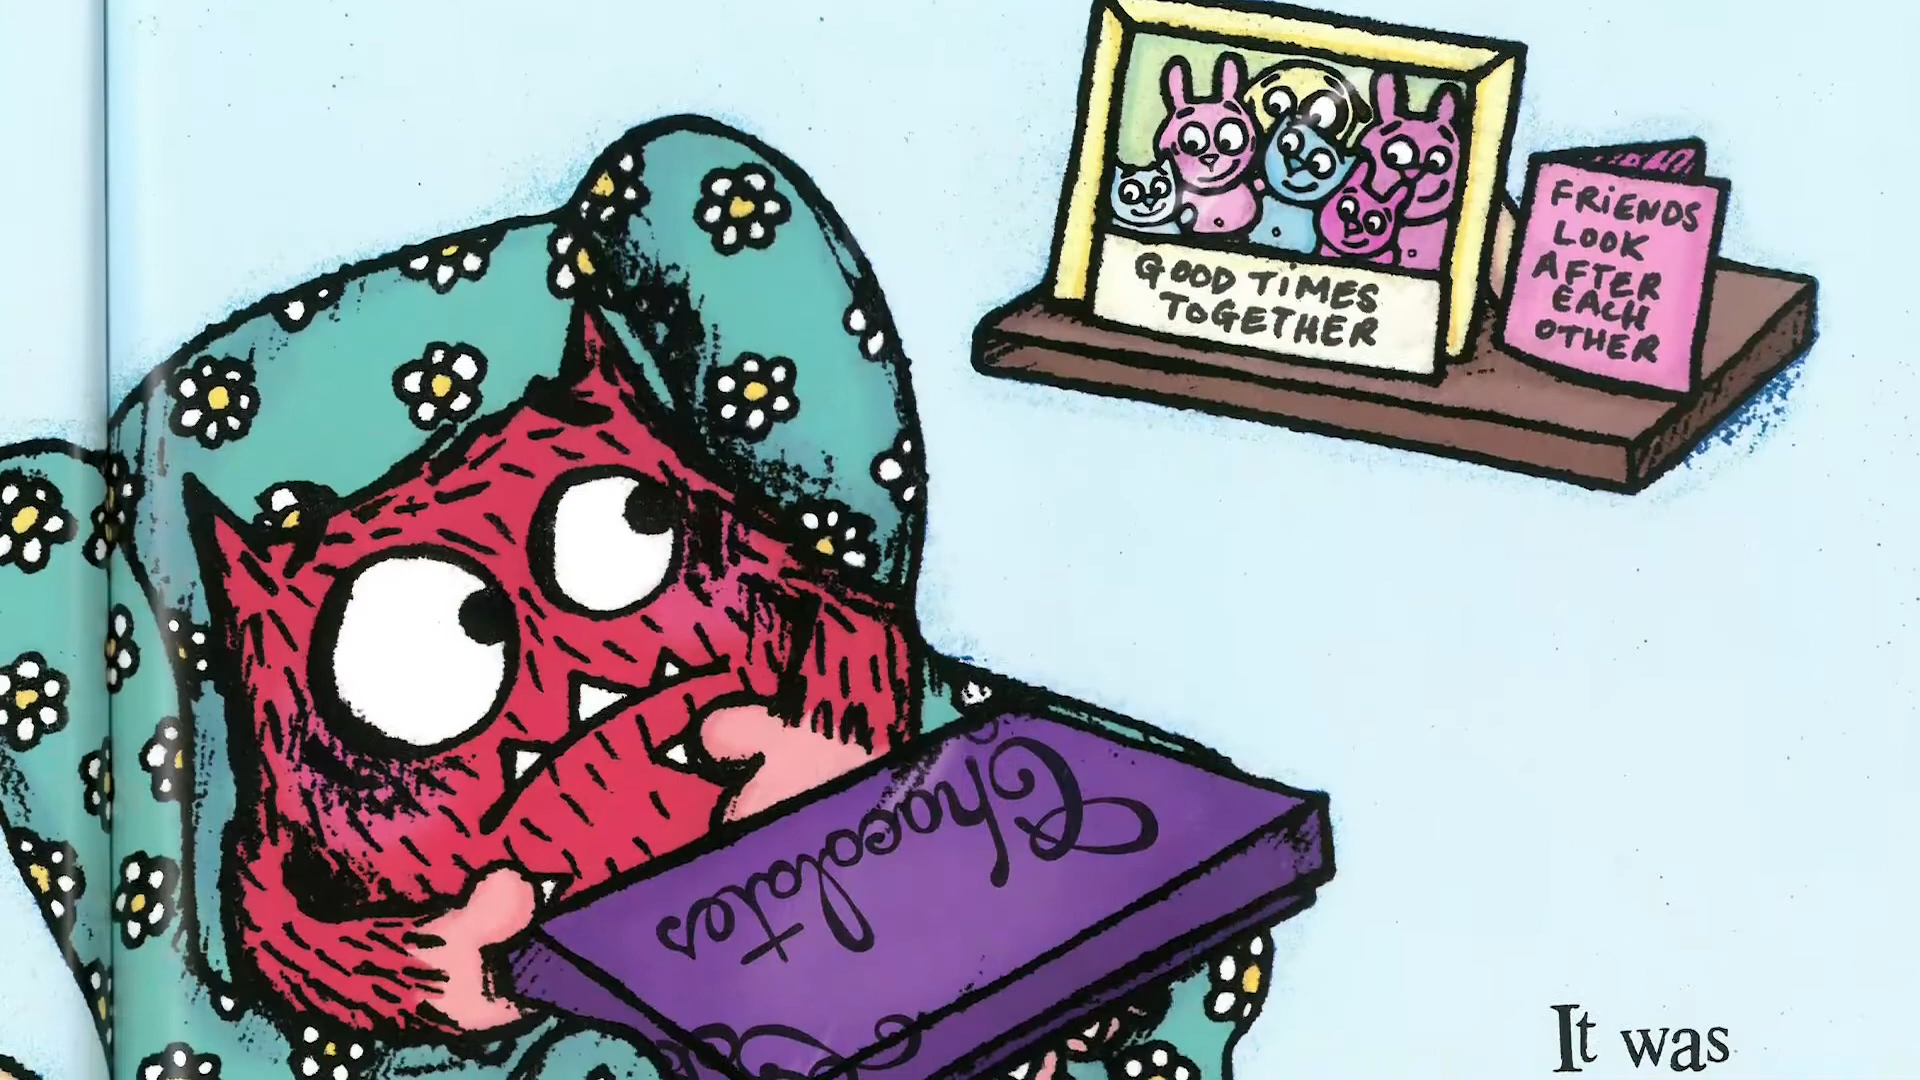 GOOD TIMES
TOGETHER
FRIENDS
LOOK
AFTER
EACH
OTHER
Chocolates
It was